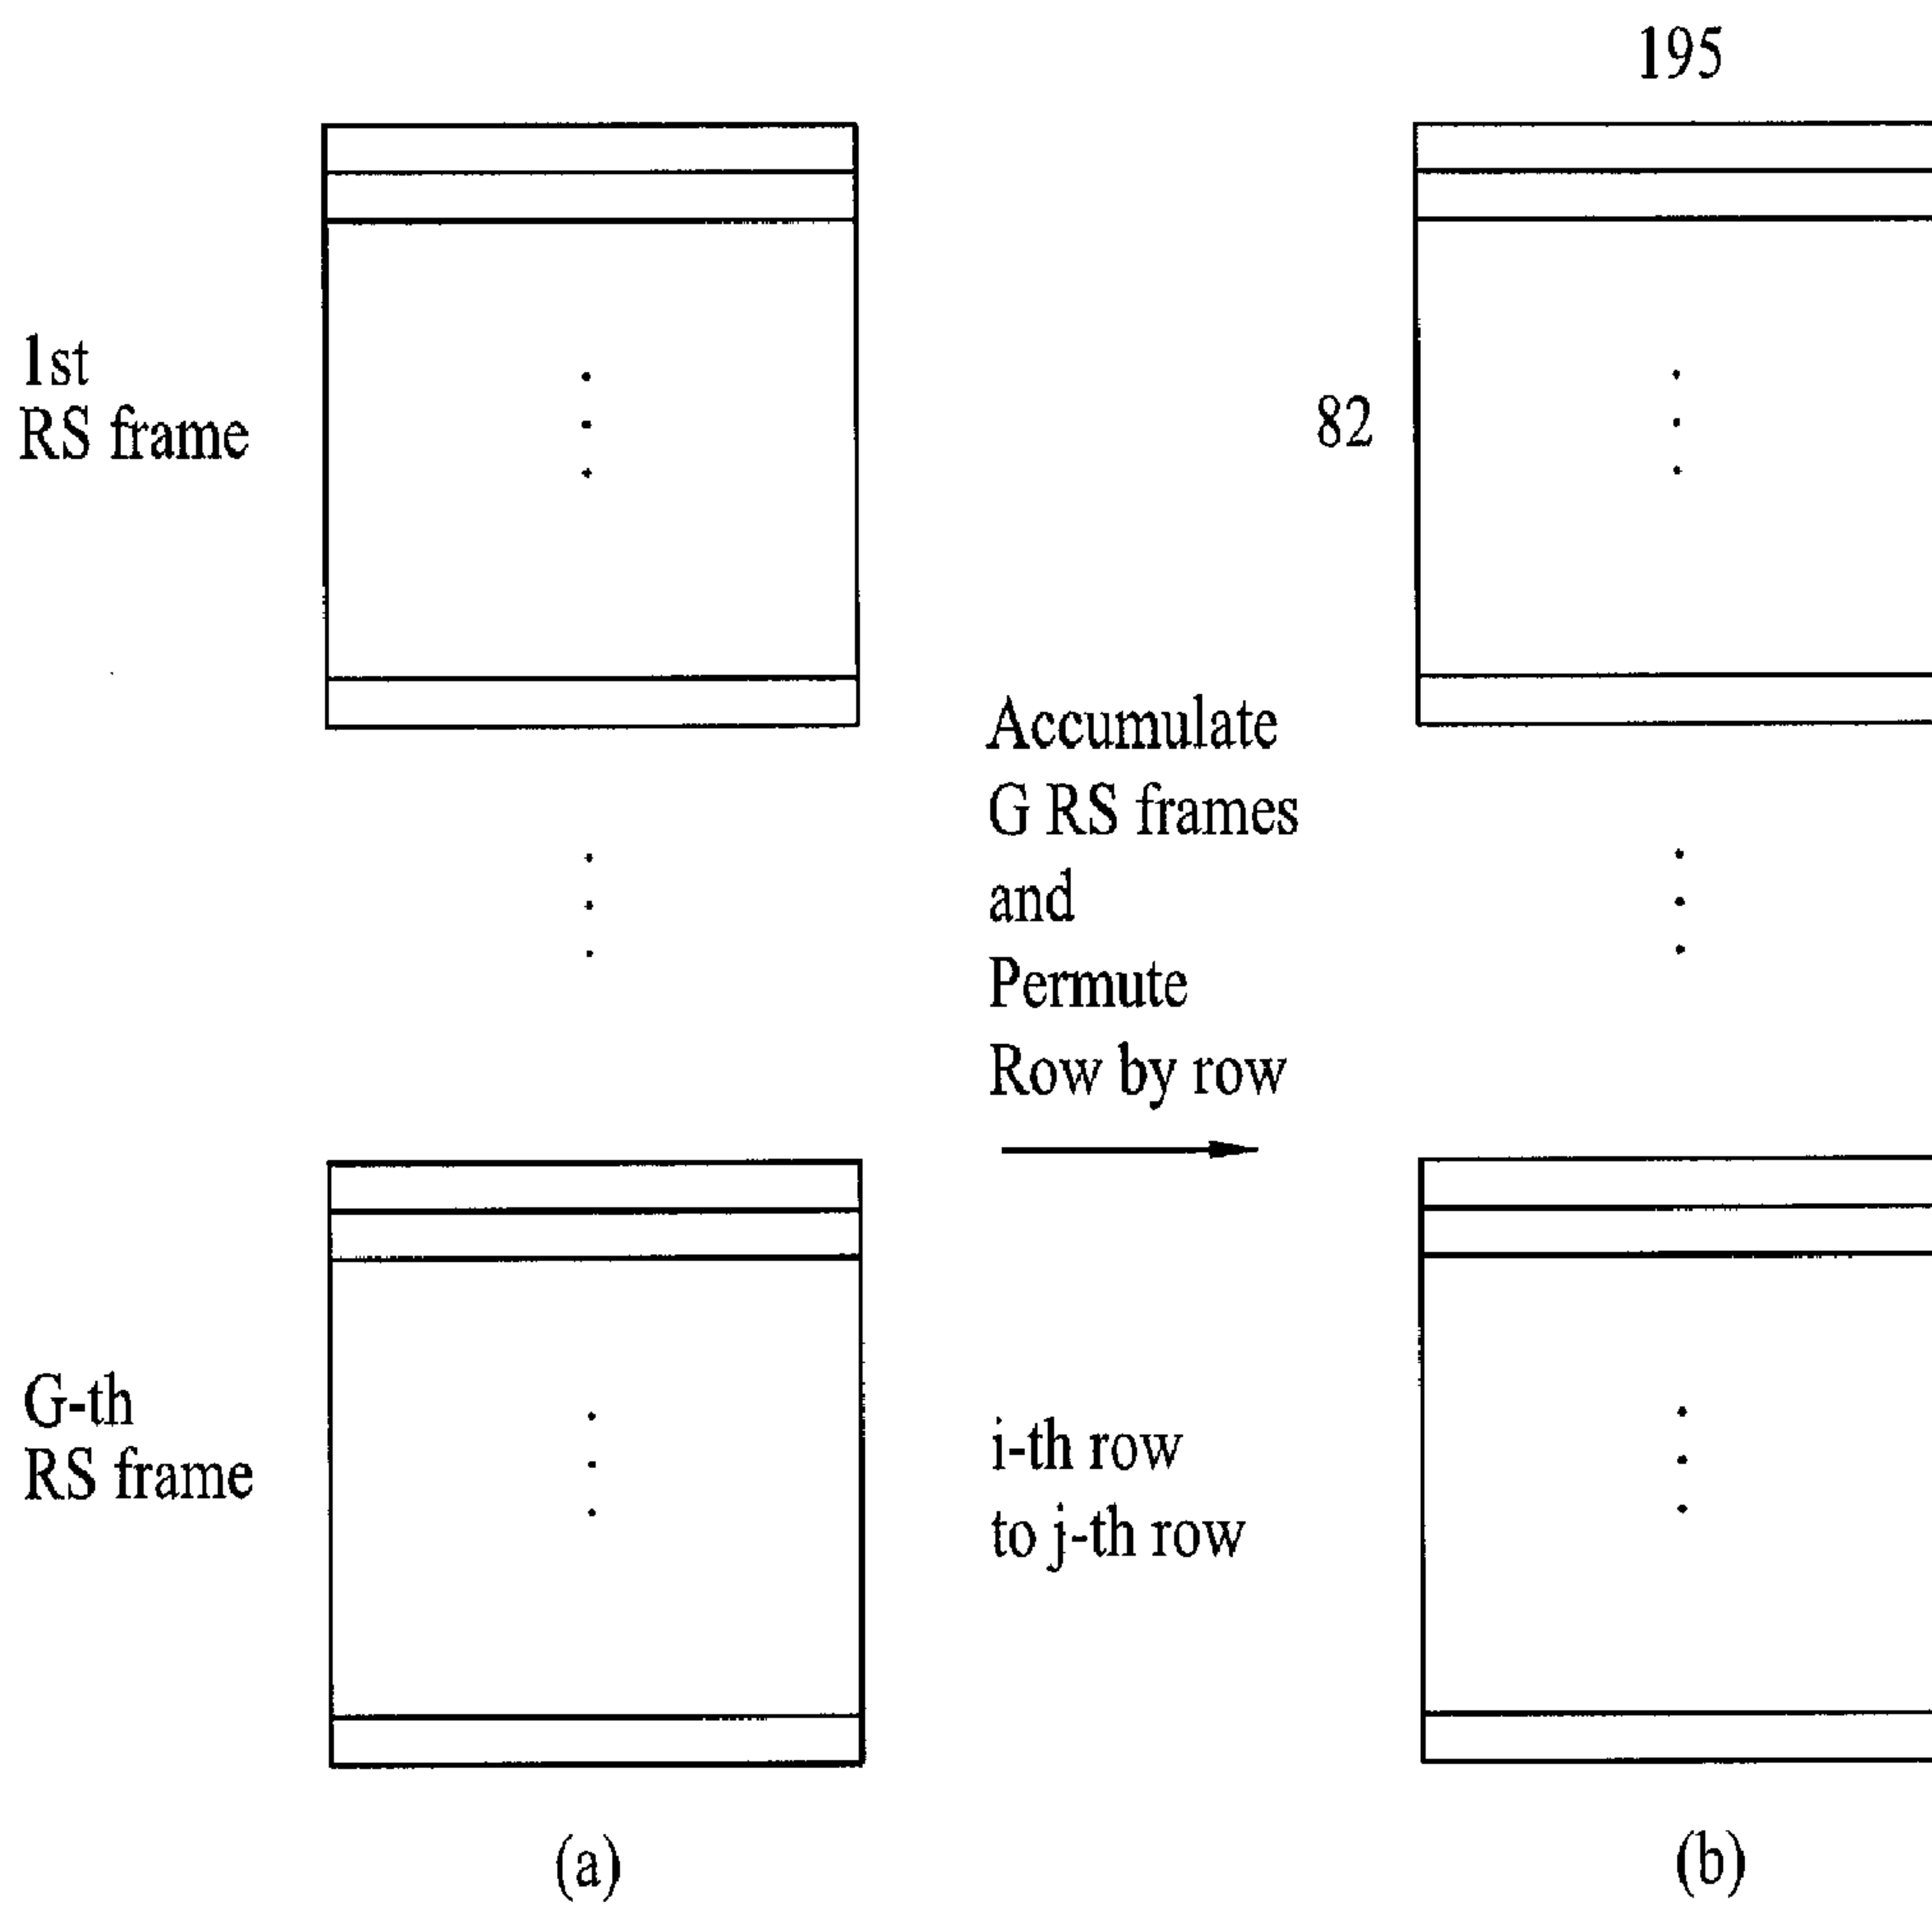 195
1st
RS frame
82
Accumulate
G RS frames
and
Permute
Row by row
G-th
RS frame
i-th row
to j-th row
(a)
(b)